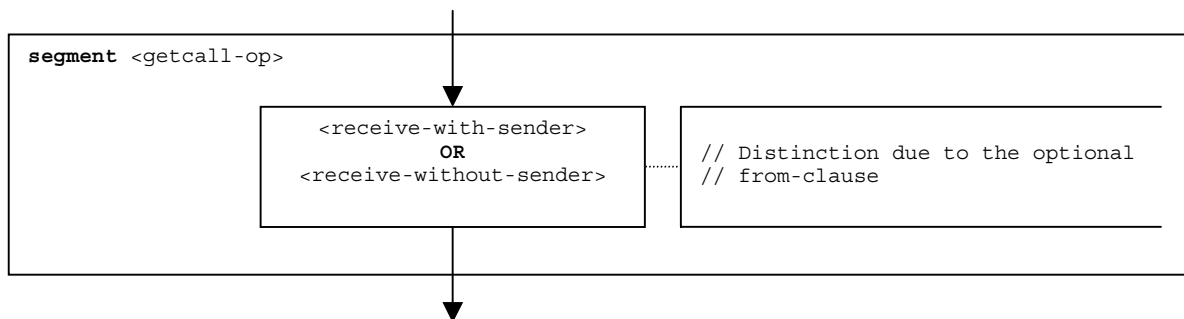 segment <getcall-op>
<receive-with-sender>
OR
<receive-without-sender>
// Distinction due to the optional
// from-clause